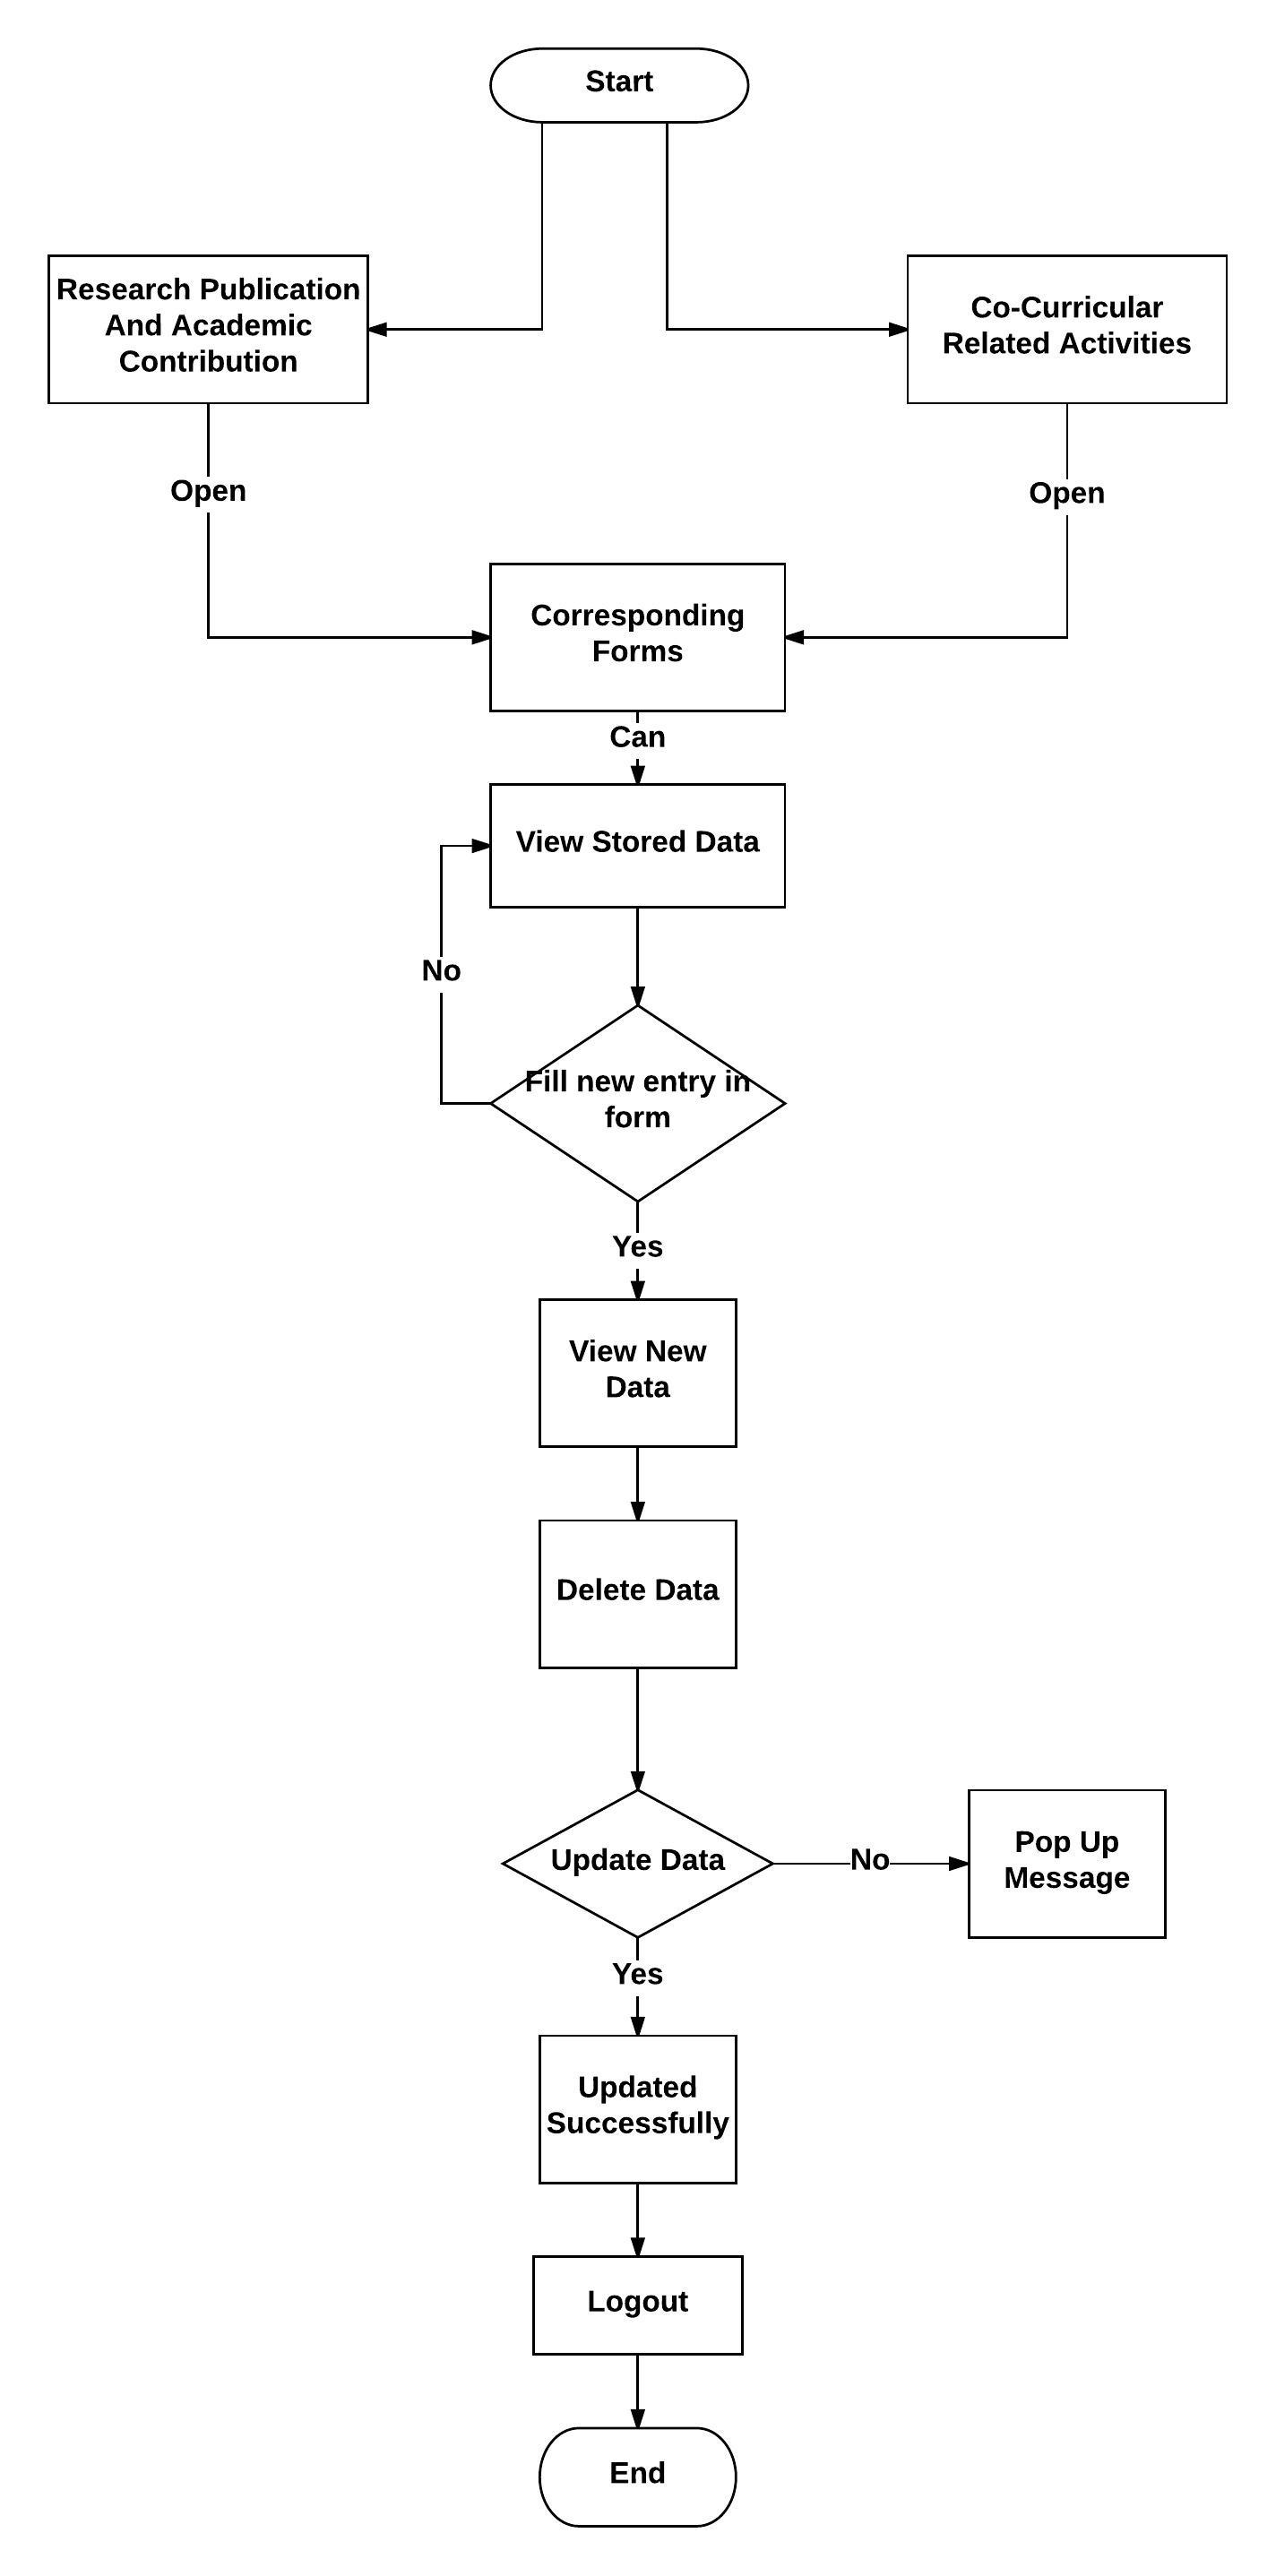 Start
Research Publication
And Academic
Contribution
Co-Curricular
Related Activities
Open
Open
Corresponding
Forms
Can
View Stored Data
No
Fill new entry in
form
Yes
View New
Data
Delete Data
Update Data
No
Pop Up
Message
Yes
Updated
Successfully
Logout
End